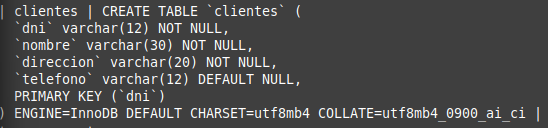 | clientes | CREATE TABLE `clientes` (
`dni` varchar(12) NOT NULL,
`nombre` varchar(30) NOT NULL,
`direccion` varchar(20) NOT NULL,
`telefono` varchar(12) DEFAULT NULL,
PRIMARY KEY (`dni`)
) ENGINE=InnoDB DEFAULT CHARSET=utf8mb4 COLLATE=utf8mb4_0900_ai_ci |